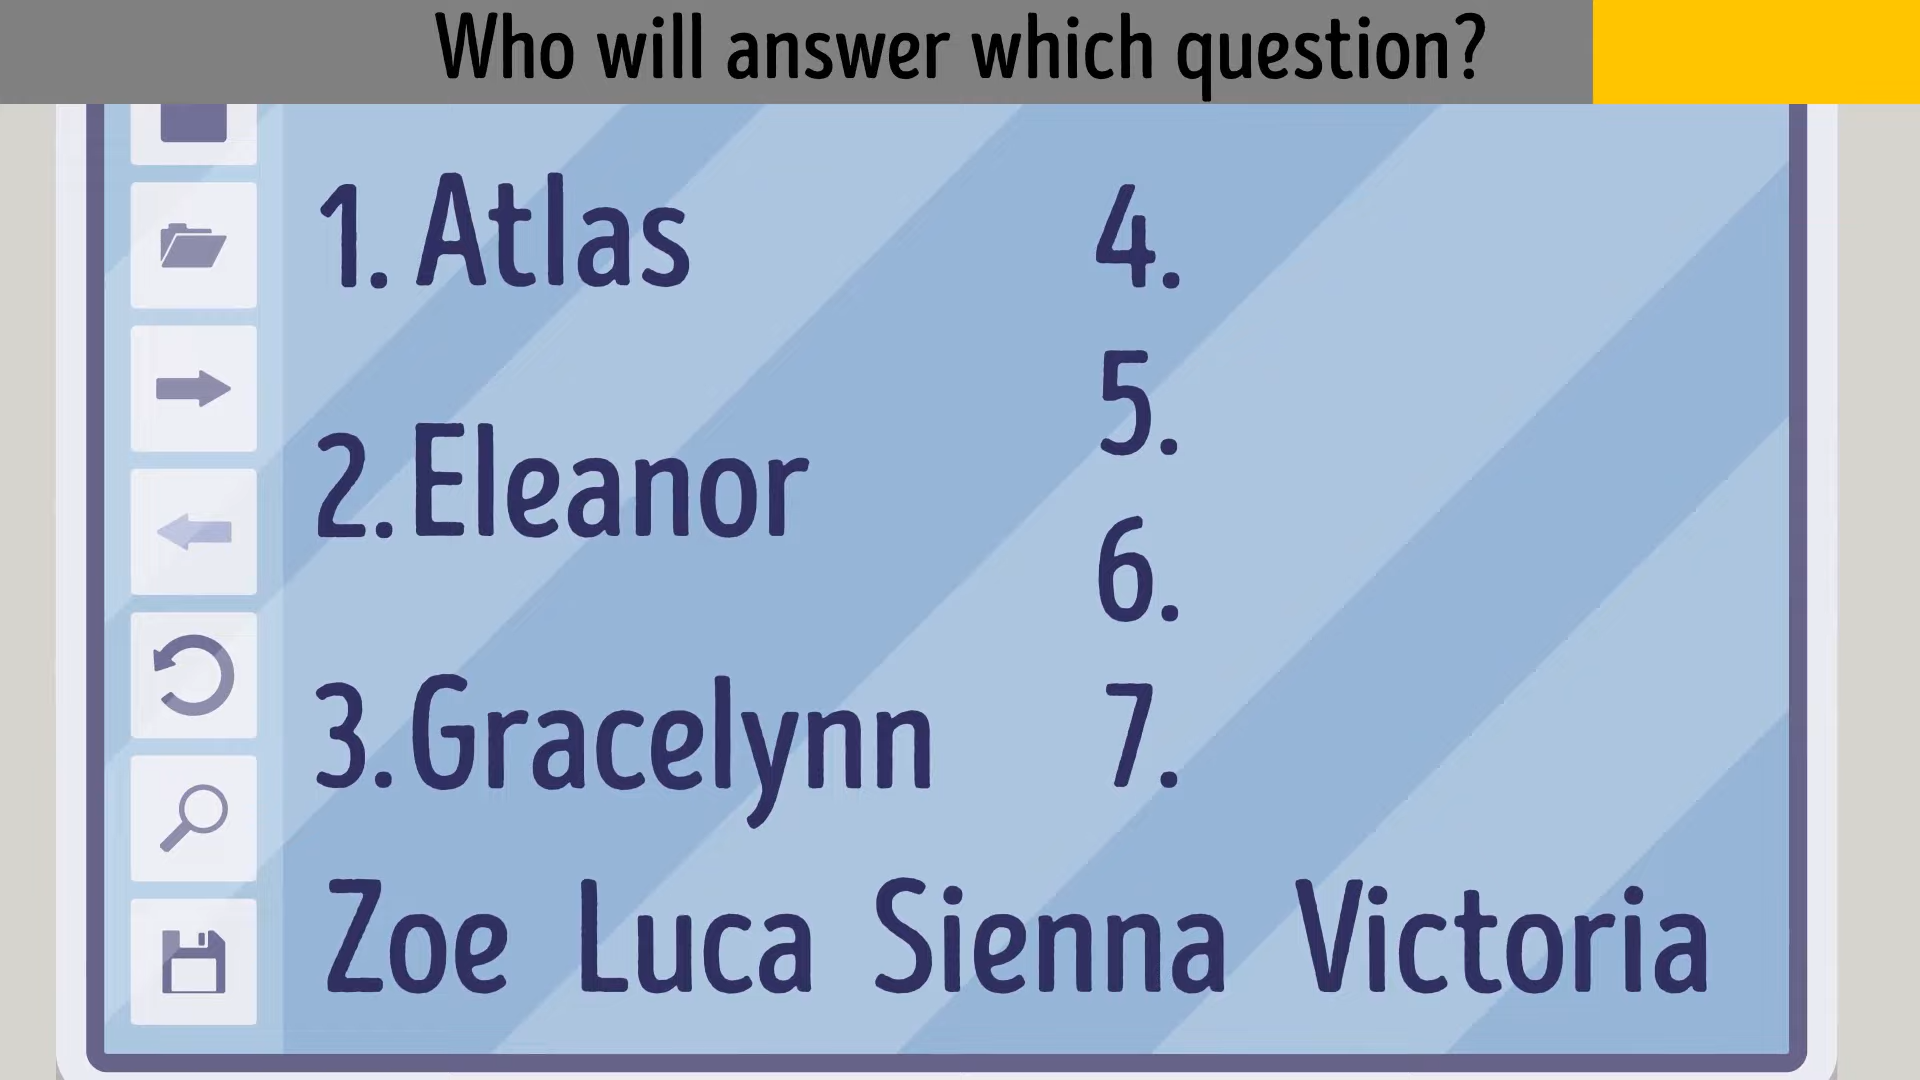 Who will answer which question?
1. Atlas
2. Eleanor
3. Gracelynn
4.
5.
6.
7.
Zoe Luca Sienna Victoria